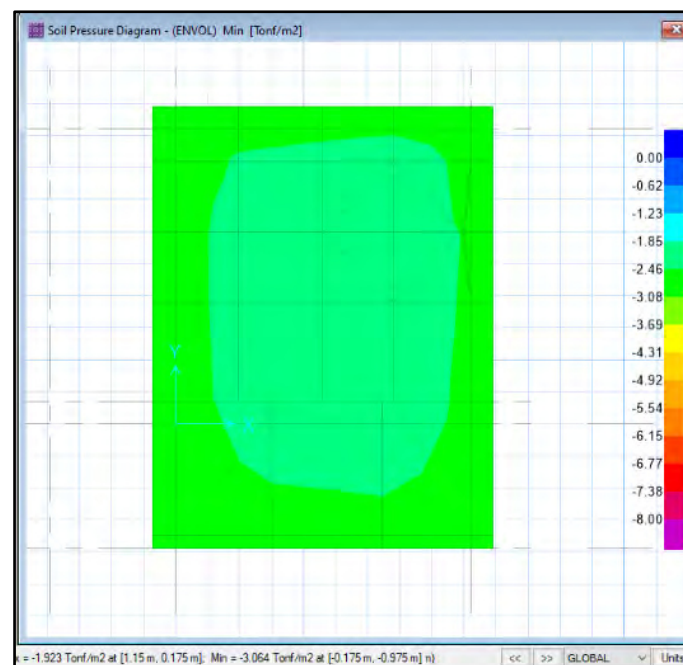 Soil Pressure Diagram - (ENVOL) Min [Tonf/m2]
0.00
-0.62
-1.23
-1.85
-2.46
-3.08
-3.69
-4.31
-4.92
-5.54
-6.15
-6.77
-7.38
-8.00
Y
X
x = -1.923 Tonf/m2 at [1.15 m, 0.175 m]; Min = -3.064 Tonf/m2 at [-0.175 m, -0.975 m] n)
<< >> GLOBAL Unit